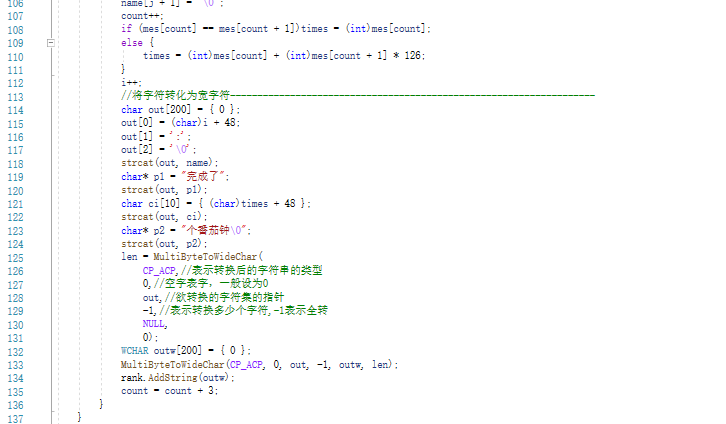 106 name[j + 1] = '\0';
107 count++;
108 if (mes[count] == mes[count + 1])times = (int)mes[count];
109 else {
110 times = (int)mes[count] + (int)mes[count + 1] * 126;
111 }
112 i++;
113 //将字符转化为宽字符--------------------------------------------------------------------
114 char out[200] = { 0 };
115 out[0] = (char)i + 48;
116 out[1] = ':';
117 out[2] = '\0';
118 strcat(out, name);
119 char* p1 = "完成了";
120 strcat(out, p1);
121 char ci[10] = { (char)times + 48 };
122 strcat(out, ci);
123 char* p2 = "个番茄钟\0";
124 strcat(out, p2);
125 len = MultiByteToWideChar(
126 CP_ACP,//表示转换后的字符串的类型
127 0,//空字表字，一般设为0
128 out,//欲转换的字符集的指针
129 -1,//表示转换多少个字符,-1表示全转
130 NULL,
131 0);
132 WCHAR outw[200] = { 0 };
133 MultiByteToWideChar(CP_ACP, 0, out, -1, outw, len);
134 rank.AddString(outw);
135 count = count + 3;
136 }
137 }